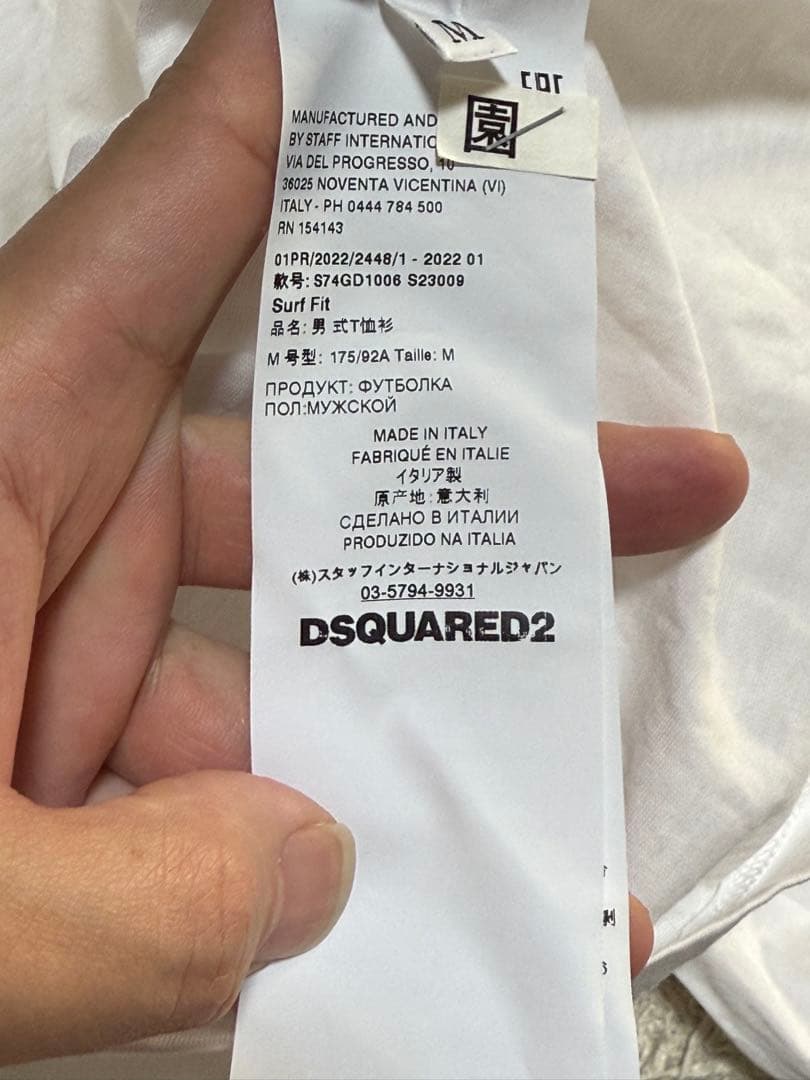 M
園
MANUFACTURED AND
BY STAFF
VIA DEL PROGRESSO, 10
36025 NOVENTA VICENTINA (VI)
ITALY - PH 0444 784 500
RN 154143
01PR/2022/2448/1 - 2022 01
款号: S74GD1006 S23009
Surf Fit
品名: 男 式T恤衫
M 号型: 175/92A Taille: M
ПРОДУКТ: ФУТБОЛКА
ПОЛ:МУЖСКОЙ
MADE IN ITALY
FABRIQUÉ EN ITALIE
イタリア製
原产地:意大利
СДЕЛАНО В ИТАЛИИ
PRODUZIDO NA ITALIA
(株)スタッフインターナショナルジャパン
03-5794-9931
DSQUARED2